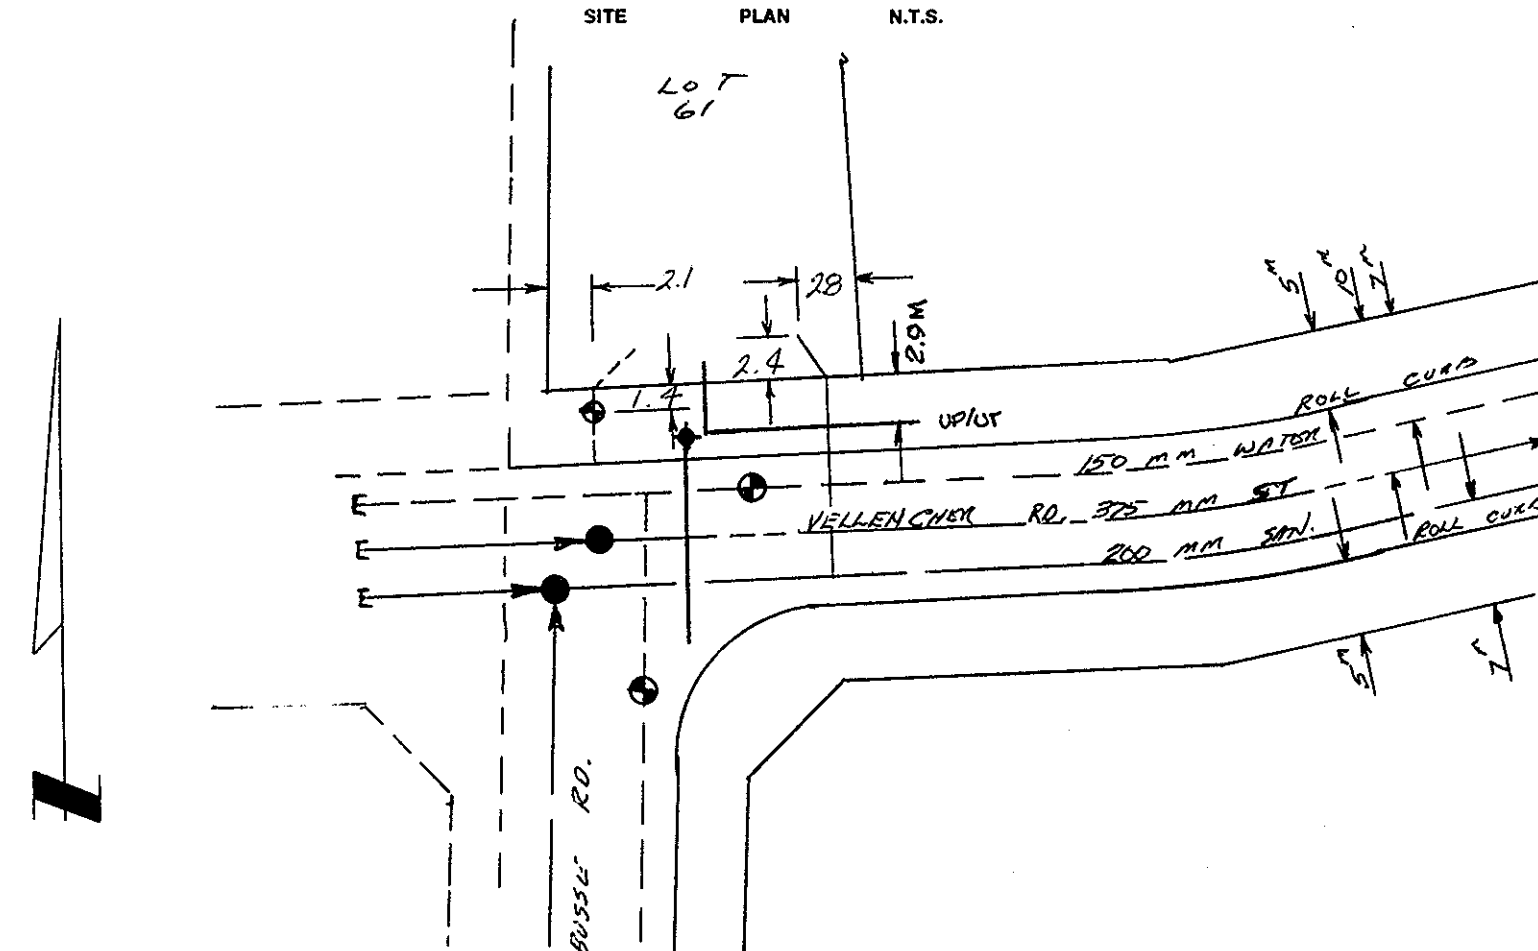 SITE PLAN N.T.S.
LOT
61
2.1
28
2.9M
2.4
1.4
5M
10M
7M
ROLL CURB
UP/UT
150 MM WATER
E
E
E
VELLENCHER RD. 375 MM ST
200 MM SAN.
ROLL CURB
5M
7M
BUSSE RD.